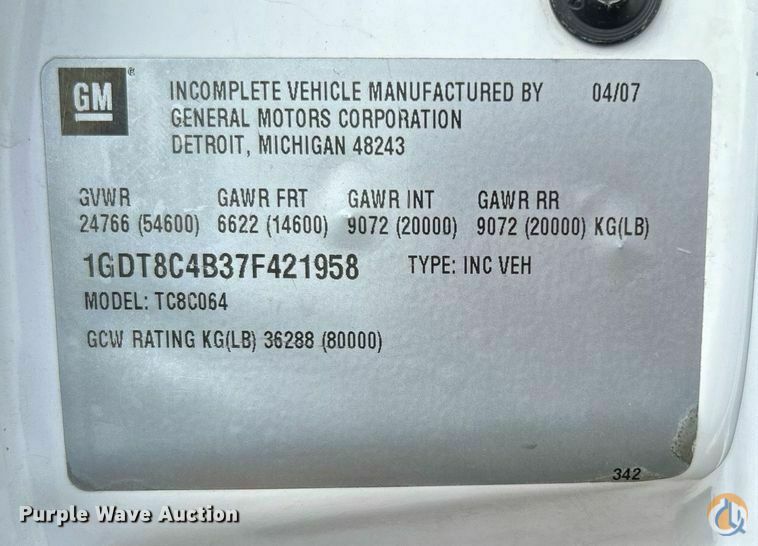 GM ®
INCOMPLETE VEHICLE MANUFACTURED BY 04/07
GENERAL MOTORS CORPORATION
DETROIT, MICHIGAN 48243
GVWR GAWR FRT GAWR INT GAWR RR
24766 (54600) 6622 (14600) 9072 (20000) 9072 (20000) KG(LB)
1GDT8C4B37F421958 TYPE: INC VEH
MODEL: TC8C064
GCW RATING KG(LB) 36288 (80000)
342
Purple Wave Auction